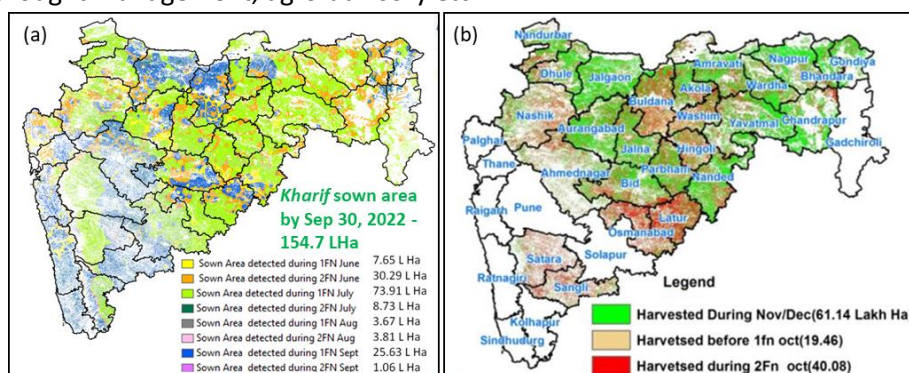 (a)
Kharif sown area
by Sep 30, 2022 -
154.7 LHa
Sown Area detected during 1FN June 7.65 L Ha
Sown Area detected during 2FN June 30.29 L Ha
Sown Area detected during 1FN July 73.91 L Ha
Sown Area detected during 2FN July 8.73 L Ha
Sown Area detected during 1FN Aug 3.67 L Ha
Sown Area detected during 2FN Aug 3.81 L Ha
Sown Area detected during 1FN Sept 25.63 L Ha
Sown Area detected during 2FN Sept 1.06 L Ha
(b)
Nandurbar
Dhule
Jalgaon
Amravati
Nagpur
Gondiya
Bhandara
Akola
Wardha
Buldana
Washim
Nashik
Aurangabad
Yavatmal
Chandrapur
Gadchiroli
Palghar
Jalna
Hingoli
Thane
Ahmednagar
Bid
Parbhani
Nanded
Raigarh
Pune
Latur
Osmanabad
Solapur
Satara
Ratnagiri
Sangli
Kolhapur
Sindhudurg
Legend
Harvested During Nov/Dec(61.14 Lakh Ha
Harvetsed before 1fn oct(19.46)
Harvetsed during 2Fn oct(40.08)